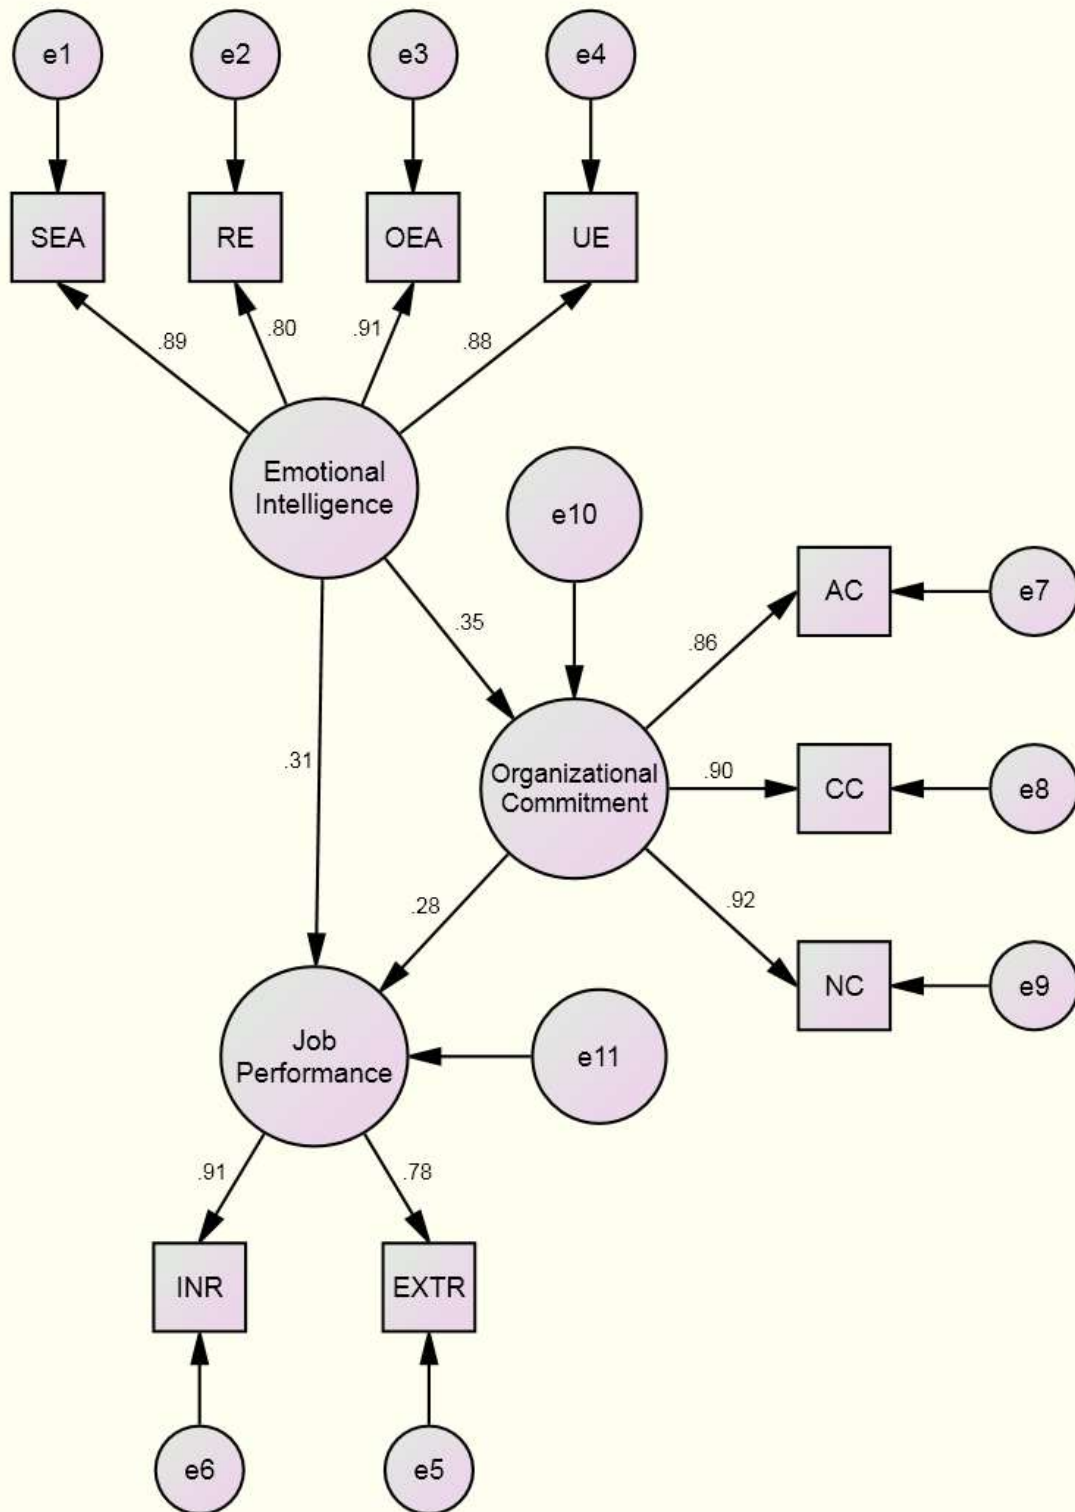 e1
e2
e3
e4
SEA
RE
OEA
UE
.89
.80
.91
.88
Emotional
Intelligence
e10
AC
e7
.35
.86
.31
Organizational
Commitment
.90
CC
e8
.28
.92
NC
e9
Job
Performance
e11
.91
.78
INR
EXTR
e6
e5